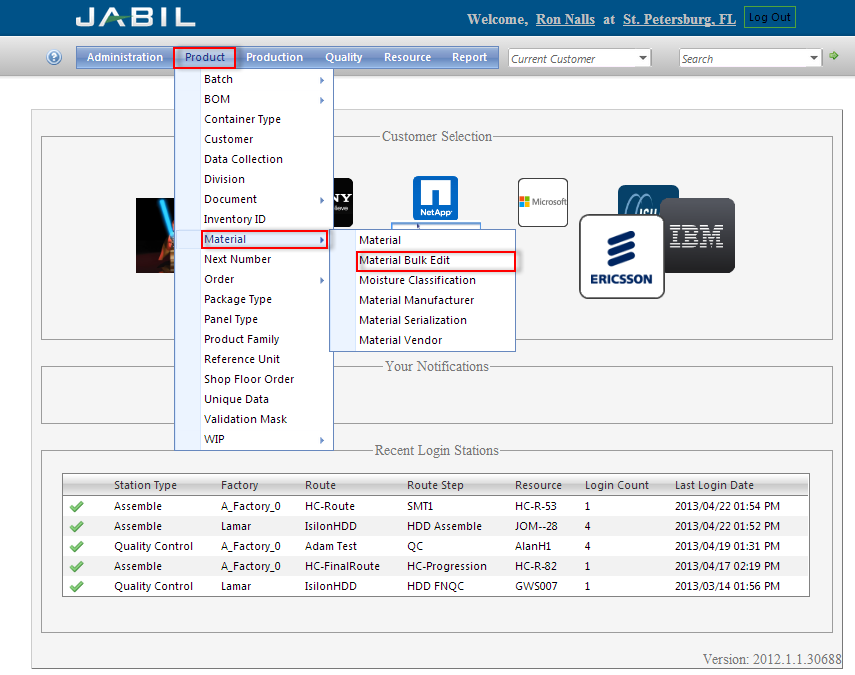 JABIL
Welcome, Ron Nalls at St. Petersburg, FL Log Out
Administration Product Production Quality Resource Report Current Customer Search
Customer Selection
Batch
BOM
Container Type
Customer
Data Collection
Division
Document
Inventory ID
Material
Next Number
Order
Package Type
Panel Type
Product Family
Reference Unit
Shop Floor Order
Unique Data
Validation Mask
WIP
Material
Material Bulk Edit
Moisture Classification
Material Manufacturer
Material Serialization
Material Vendor
NetApp
Microsoft
ERICSSON
IBM
Your Notifications
Recent Login Stations
Station Type Factory Route Route Step Resource Login Count Last Login Date
Assemble A_Factory_0 HC-Route SMT1 HC-R-53 1 2013/04/22 01:54 PM
Assemble Lamar IsilonHDD HDD Assemble JOM--28 4 2013/04/22 01:52 PM
Quality Control A_Factory_0 Adam Test QC AlanH1 4 2013/04/19 01:31 PM
Assemble A_Factory_0 HC-FinalRoute HC-Progression HC-R-82 1 2013/04/17 02:19 PM
Quality Control Lamar IsilonHDD HDD FNQC GWS007 1 2013/03/14 01:56 PM
Version: 2012.1.1.30688